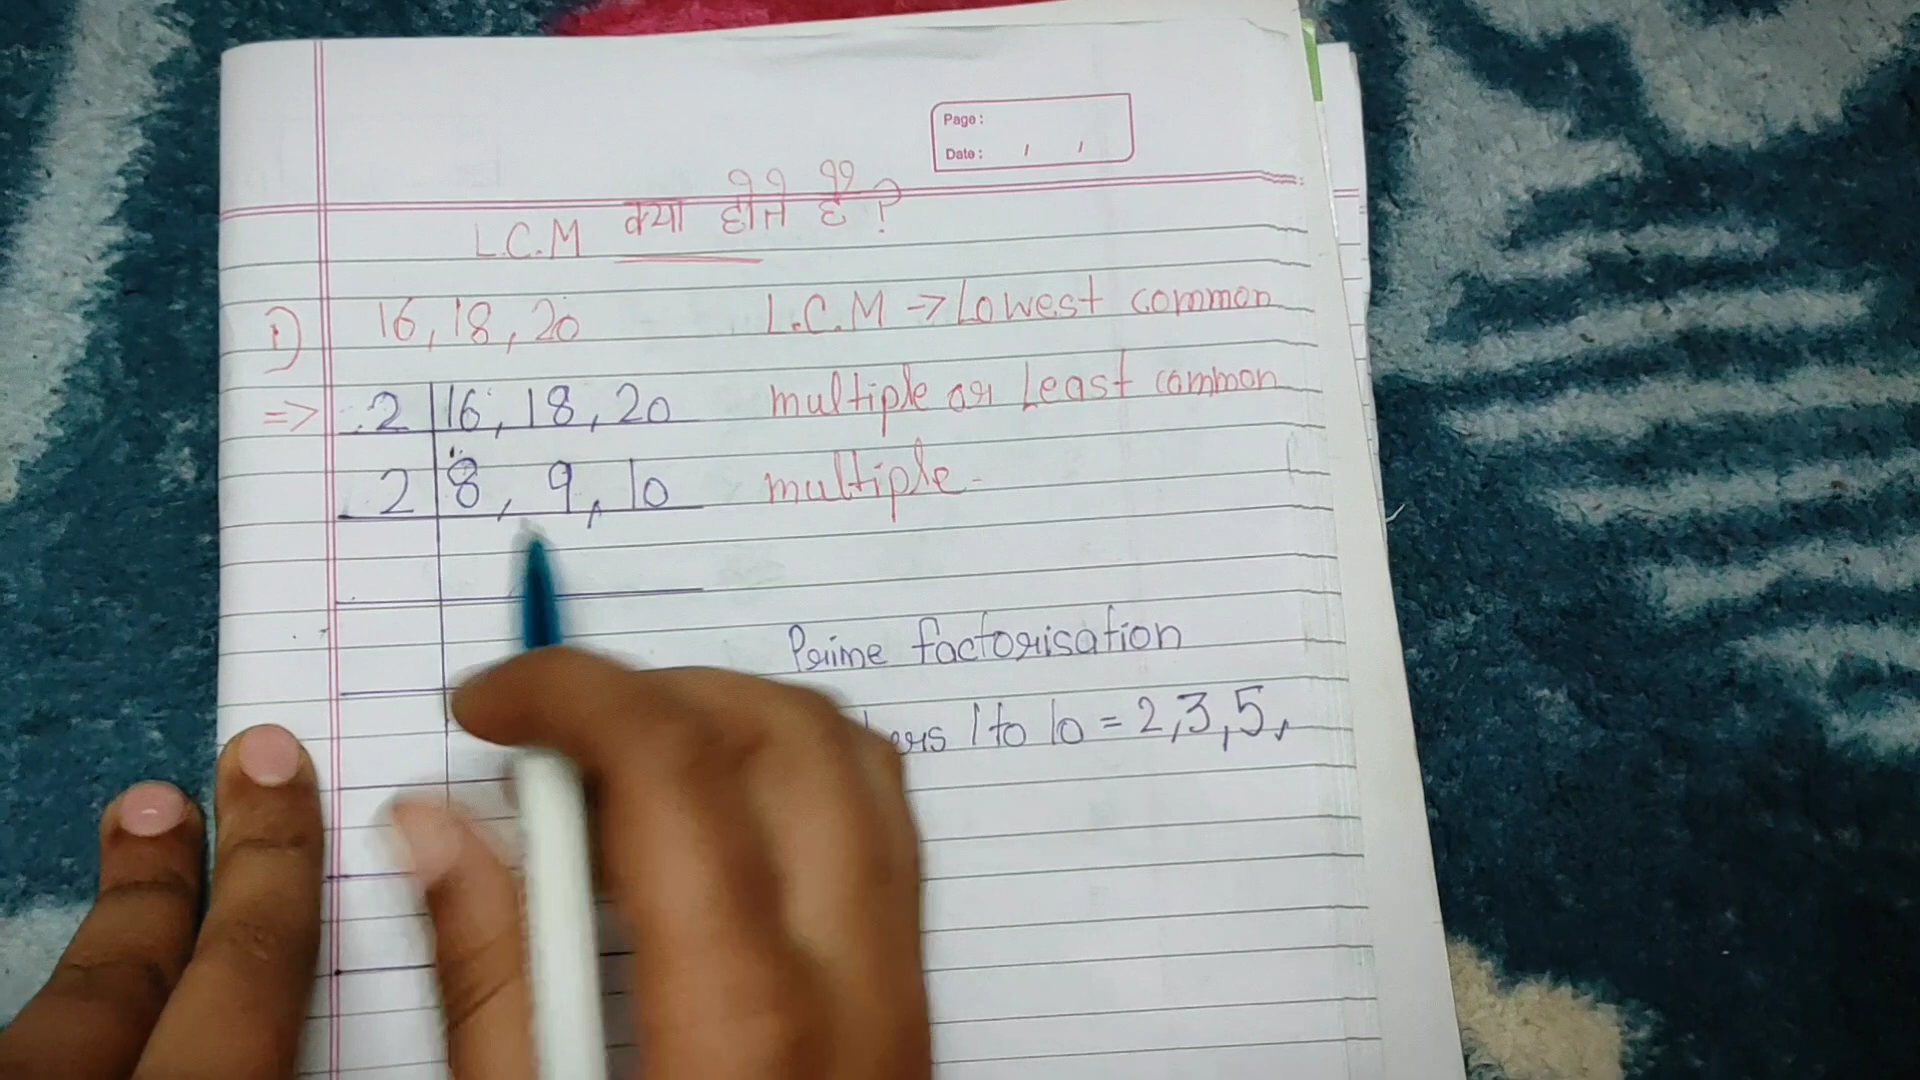 Page :
Date : / /
L.C.M क्या होते है ?
1) 16, 18, 20 L.C.M → Lowest common
=> 2 | 16, 18, 20 multiple or Least common
2 | 8, 9, 10 multiple.
Prime factorisation
1 to 10 = 2,3,5,